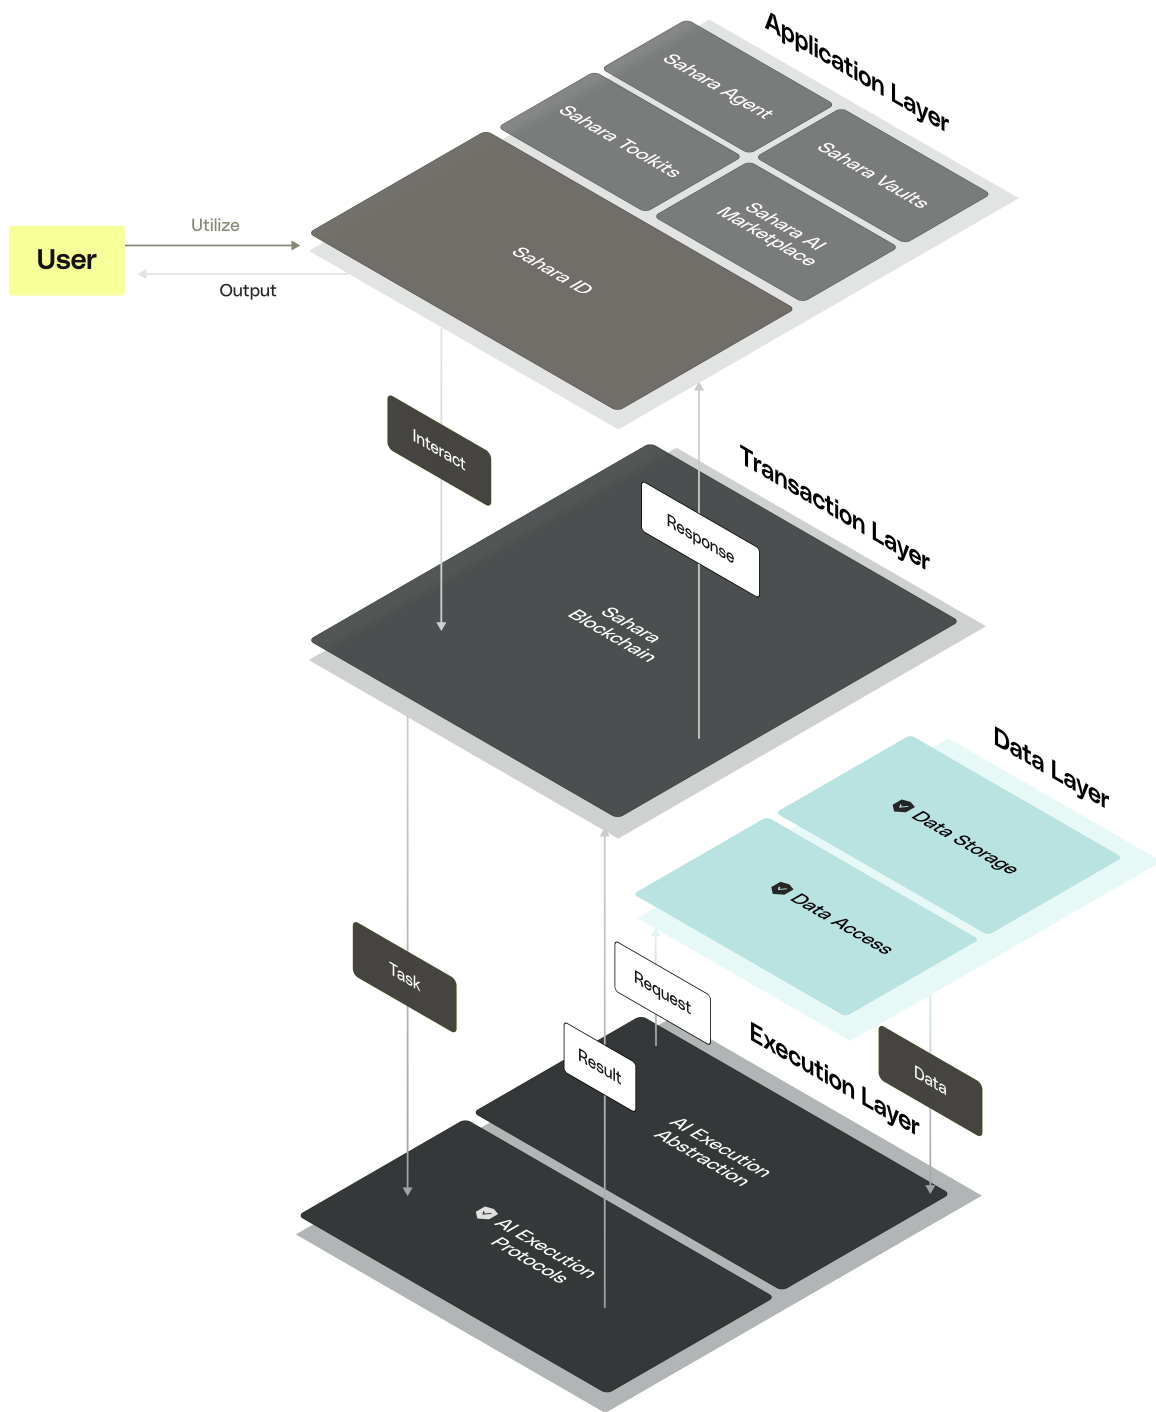 Application Layer
Sahara Agent
Sahara Toolkits
Sahara Vaults
Sahara AI
Marketplace
Sahara ID
Utilize
User
Output
Interact
Transaction Layer
Response
Sahara
Blockchain
Data Layer
Data Storage
Data Access
Task
Request
Execution Layer
Result
Data
AI Execution
Abstraction
AI Execution
Protocols